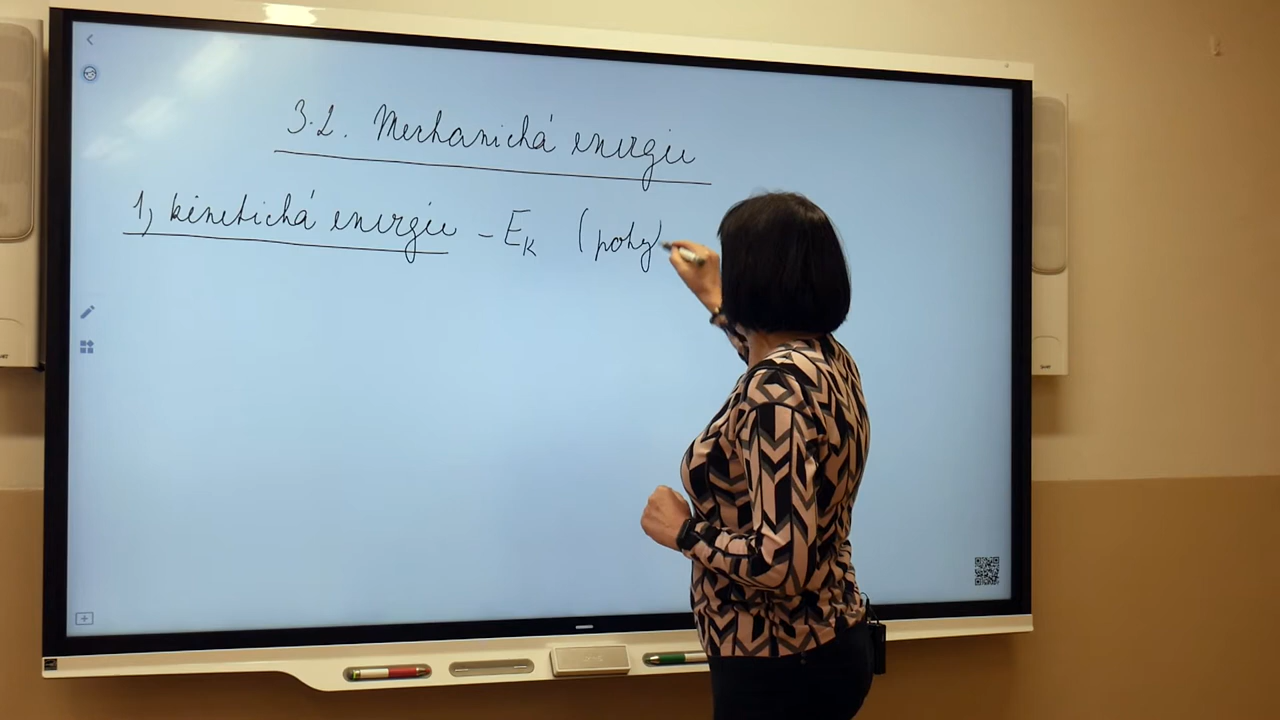 3.2. Mechanická energie
1, kinetická energie - EK (pohy